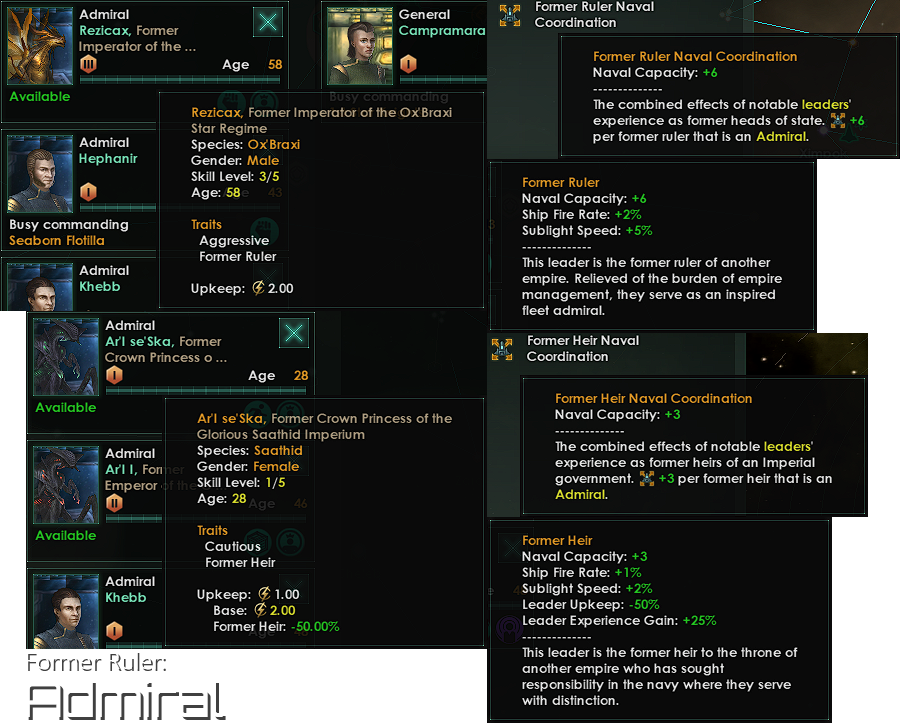 Admiral
Rezicax, Former
Imperator of the ...
III
Age 58
Available
General
Campramara
I
Busy commanding
Rezicax, Former Imperator of the Ox'Braxi
Star Regime
Species: Ox'Braxi
Gender: Male
Skill Level: 3/5
Age: 58
43
Traits
Aggressive
Former Ruler
Upkeep: 2.00
Admiral
Hephanir
I
Busy commanding
Seaborn Flotilla
Admiral
Khebb
Admiral
Ar'l se'Ska, Former
Crown Princess o ...
I
Age 28
Available
Ar'l se'Ska, Former Crown Princess of the
Glorious Saathid Imperium
Species: Saathid
Gender: Female
Skill Level: 1/5
Age: 28
Age 46
Traits
Cautious
Former Heir
Upkeep: 1.00
Base: 2.00
Former Heir: -50.00%
Admiral
Ar'l I, Former
Emperor of the
II
Available
Admiral
Khebb
I
Former Ruler:
Admiral
Former Ruler Naval
Coordination
Former Ruler Naval Coordination
Naval Capacity: +6
--------------
The combined effects of notable leaders'
experience as former heads of state. +6
per former ruler that is an Admiral.
Former Ruler
Naval Capacity: +6
Ship Fire Rate: +2%
Sublight Speed: +5%
--------------
This leader is the former ruler of another
empire. Relieved of the burden of empire
management, they serve as an inspired
fleet admiral.
Former Heir Naval
Coordination
Former Heir Naval Coordination
Naval Capacity: +3
--------------
The combined effects of notable leaders'
experience as former heirs of an Imperial
government. +3 per former heir that is an
Admiral.
Former Heir
Naval Capacity: +3
Ship Fire Rate: +1%
Sublight Speed: +2%
Leader Upkeep: -50%
Leader Experience Gain: +25%
--------------
This leader is the former heir to the throne of
another empire who has sought
responsibility in the navy where they serve
with distinction.